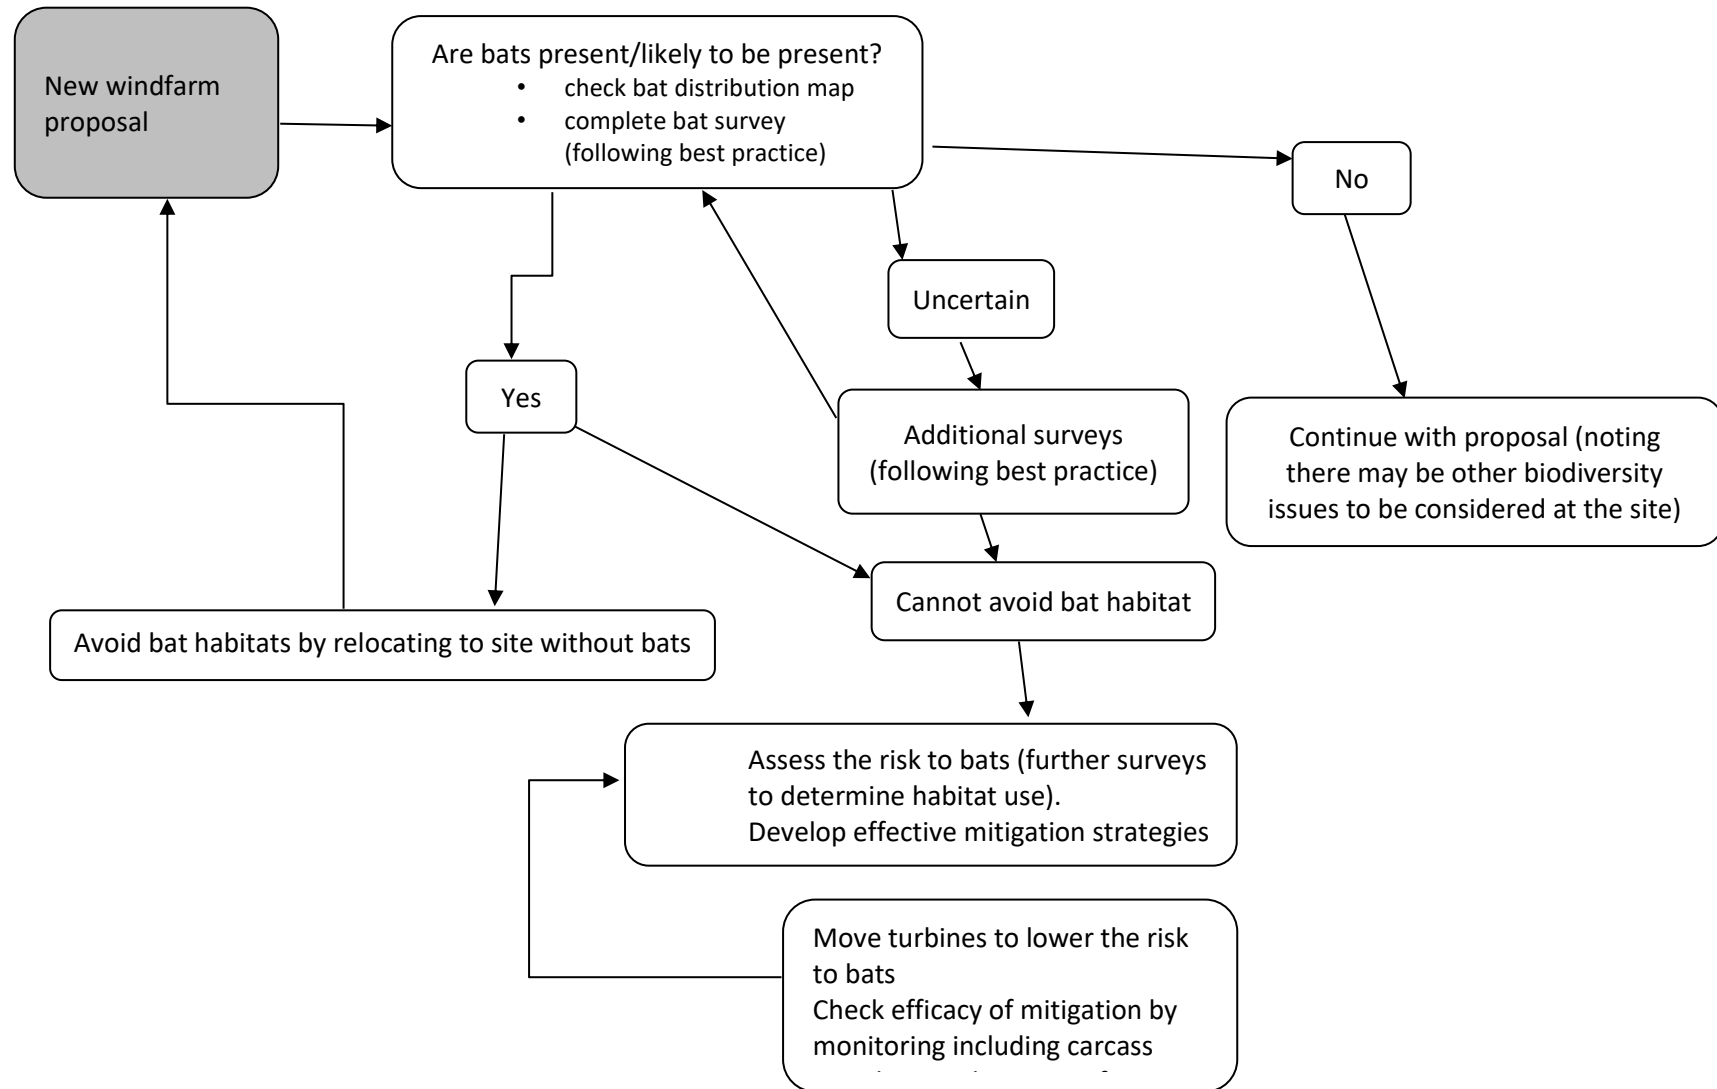 New windfarm
proposal
Are bats present/likely to be present?
• check bat distribution map
• complete bat survey
(following best practice)
No
Uncertain
Yes
Additional surveys
(following best practice)
Continue with proposal (noting
there may be other biodiversity
issues to be considered at the site)
Cannot avoid bat habitat
Avoid bat habitats by relocating to site without bats
Assess the risk to bats (further surveys
to determine habitat use).
Develop effective mitigation strategies
Move turbines to lower the risk
to bats
Check efficacy of mitigation by
monitoring including carcass